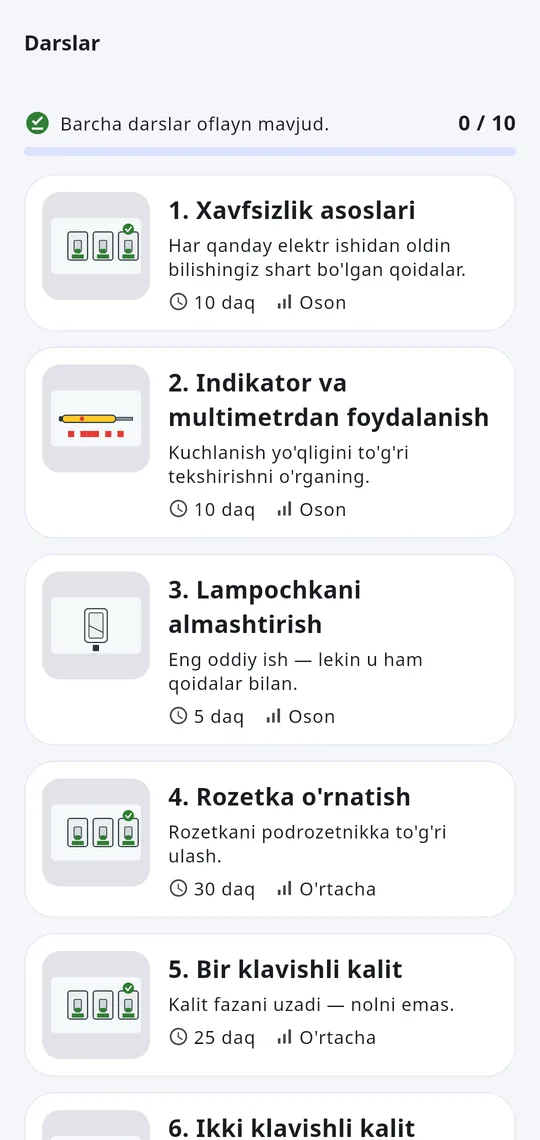 Darslar
Barcha darslar oflayn mavjud.
0 / 10
1. Xavfsizlik asoslari
Har qanday elektr ishidan oldin
bilishingiz shart bo'lgan qoidalar.
10 daq Oson
2. Indikator va
multimetrdan foydalanish
Kuchlanish yo'qligini to'g'ri
tekshirishni o'rganing.
10 daq Oson
3. Lampochkani
almashtirish
Eng oddiy ish — lekin u ham
qoidalar bilan.
5 daq Oson
4. Rozetka o'rnatish
Rozetkani podrozetnikka to'g'ri
ulash.
30 daq O'rtacha
5. Bir klavishli kalit
Kalit fazani uzadi — nolni emas.
25 daq O'rtacha
6. Ikki klavishli kalit